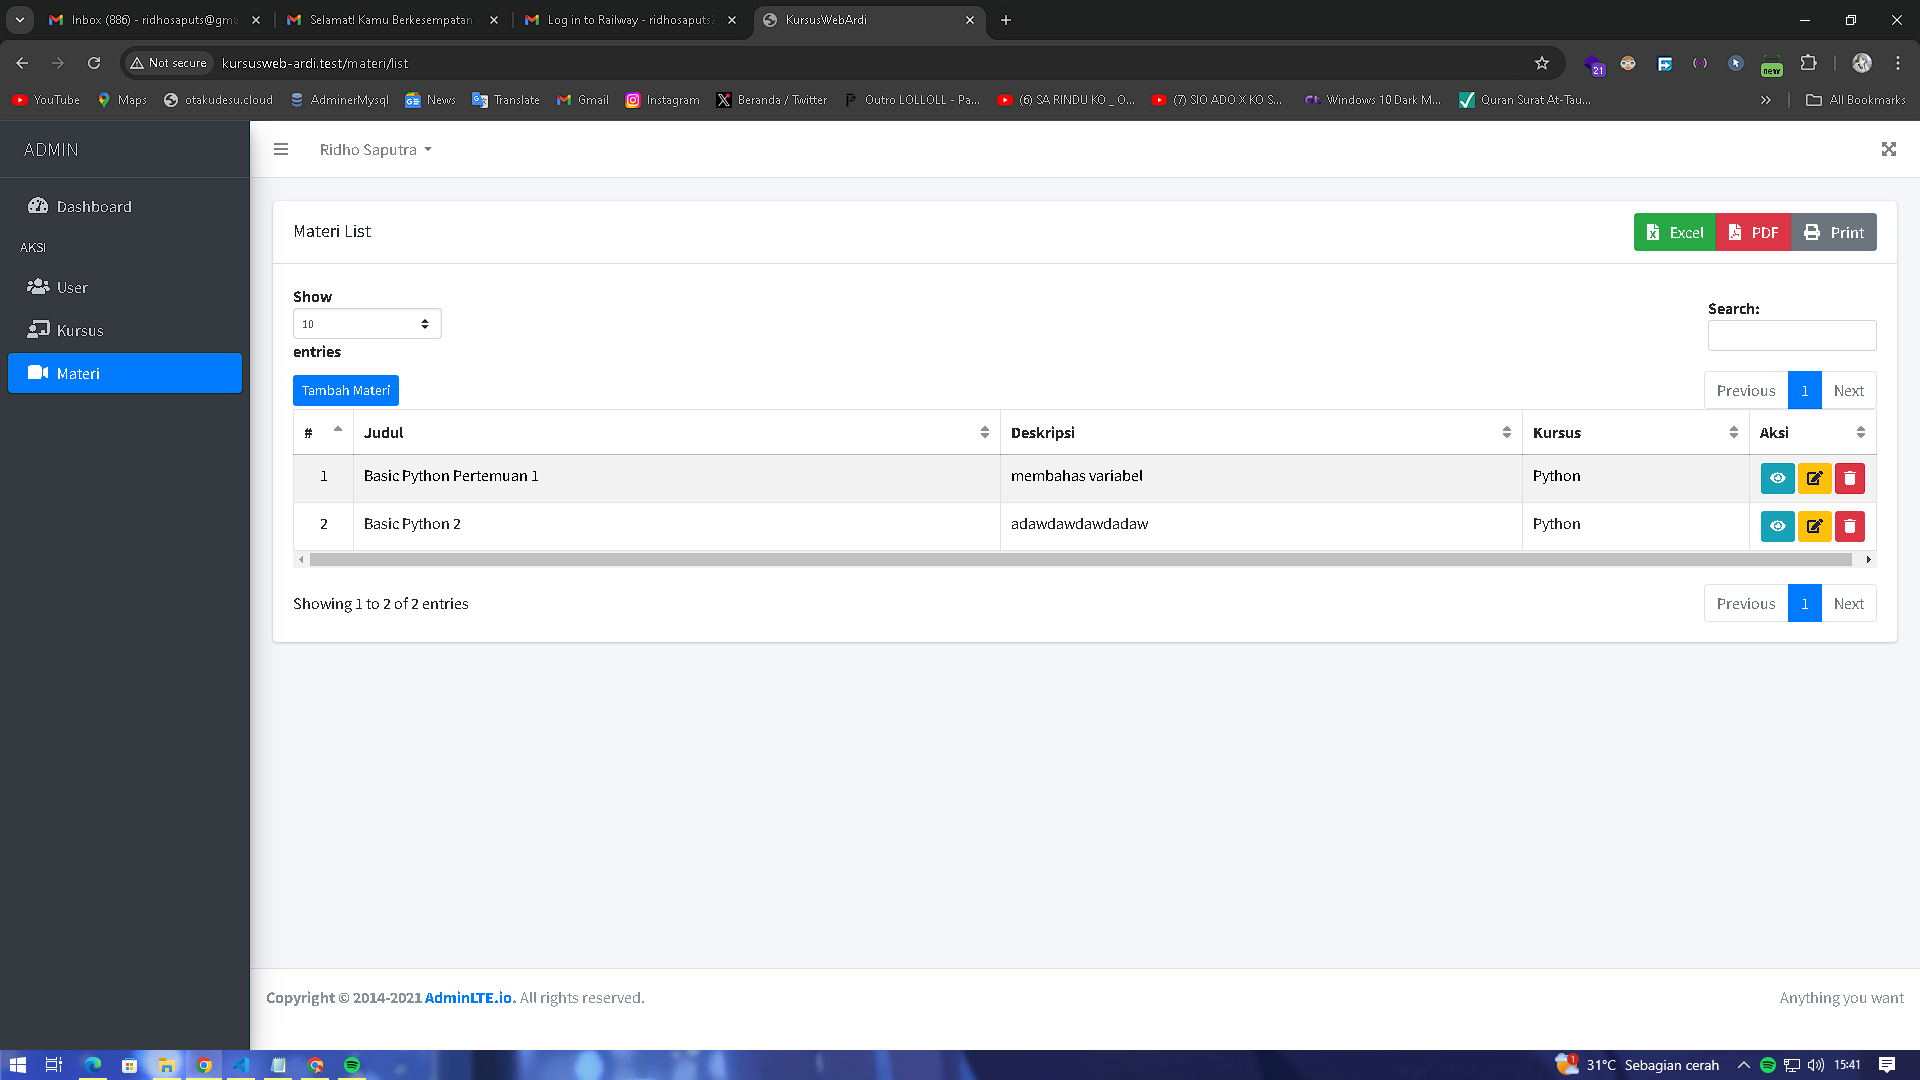 Inbox (886) - ridhosaputs@gma
Selamat! Kamu Berkesempatan
Log in to Railway - ridhosaputs
KursusWebArdi
Not secure
kursusweb-ardi.test/materi/list
21
new
YouTube
Maps
otakudesu.cloud
AdminerMysql
News
Translate
Gmail
Instagram
Beranda / Twitter
Outro LOLLOLL - Pa...
(6) SA RINDU KO _ O...
(7) SIO ADO X KO S...
Windows 10 Dark M...
Quran Surat At-Tau...
All Bookmarks
ADMIN
Ridho Saputra
Dashboard
AKSI
User
Kursus
Materi
Materi List
Excel
PDF
Print
Show
10
entries
Search:
Tambah Materi
Previous 1 Next
# Judul Deskripsi Kursus Aksi
1 Basic Python Pertemuan 1 membahas variabel Python
2 Basic Python 2 adawdawdawdadaw Python
Showing 1 to 2 of 2 entries
Previous 1 Next
Copyright © 2014-2021 AdminLTE.io. All rights reserved.
Anything you want
1
31°C Sebagian cerah
15:41